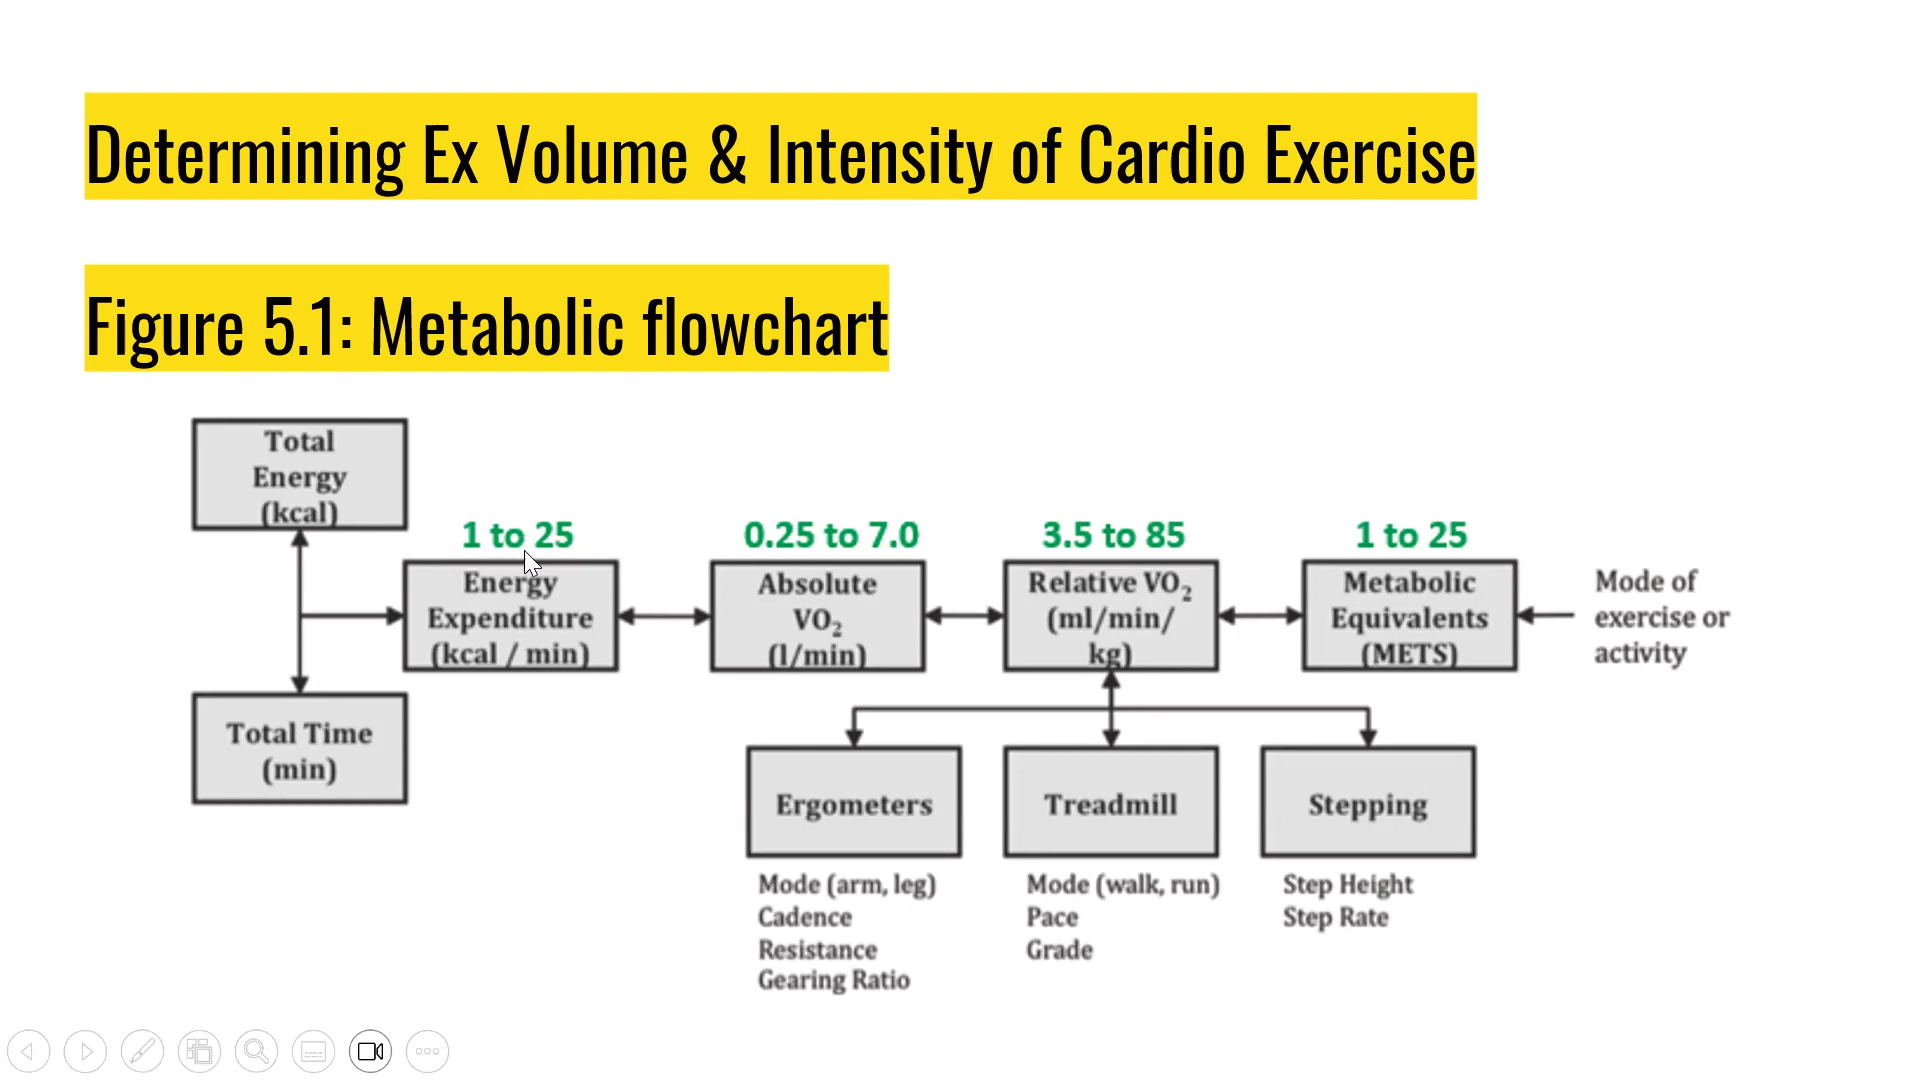 Determining Ex Volume & Intensity of Cardio Exercise
Figure 5.1: Metabolic flowchart
Total
Energy
(kcal)
1 to 25
Energy
Expenditure
(kcal / min)
Total Time
(min)
0.25 to 7.0
Absolute
VO₂
(l/min)
3.5 to 85
Relative VO₂
(ml/min/
kg)
1 to 25
Metabolic
Equivalents
(METS)
Mode of
exercise or
activity
Ergometers
Mode (arm, leg)
Cadence
Resistance
Gearing Ratio
Treadmill
Mode (walk, run)
Pace
Grade
Stepping
Step Height
Step Rate